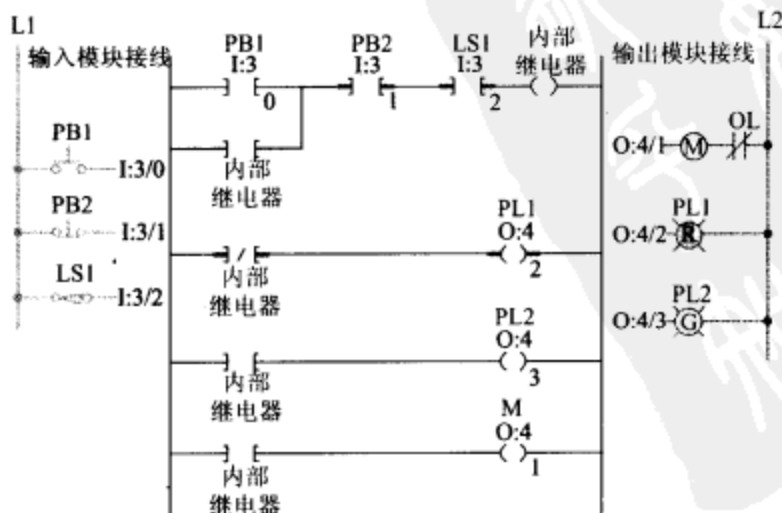 L1
L2
输入模块接线
输出模块接线
PB1
I:3
0
PB2
I:3
1
LS1
I:3
2
内部
继电器
内部
继电器
PB1
I:3/0
PB2
I:3/1
LS1
I:3/2
内部
继电器
PL1
O:4
2
内部
继电器
PL2
O:4
3
内部
继电器
M
O:4
1
O:4/1
M
OL
PL1
O:4/2
R
PL2
O:4/3
G